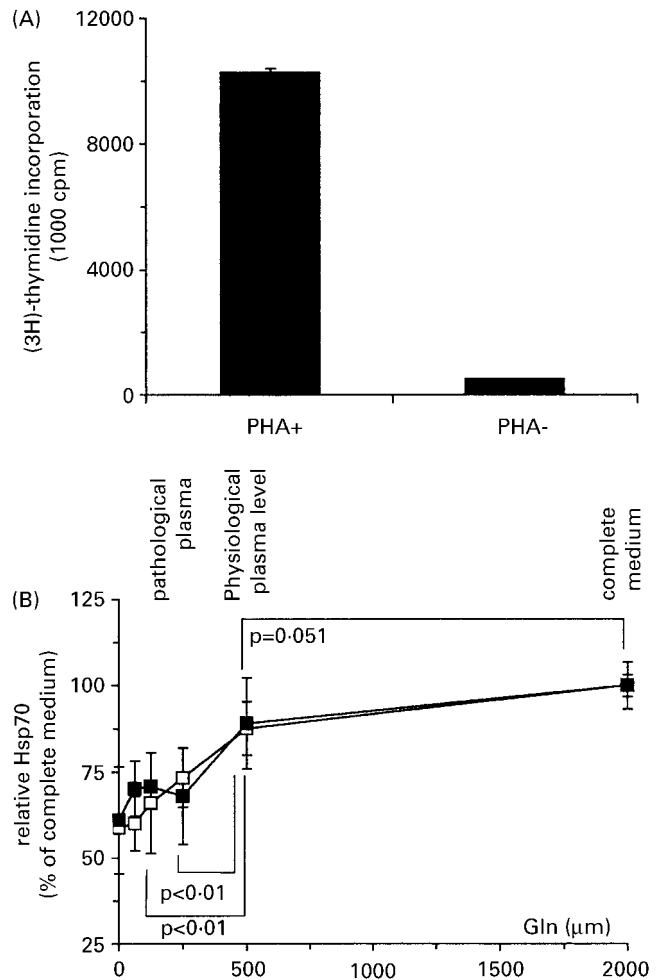 (A)
(3H)-thymidine incorporation
(1000 cpm)
12000
8000
4000
0
PHA+
PHA-
pathological
plasma
Physiological
plasma level
complete
medium
(B)
relative Hsp70
(% of complete medium)
125
100
75
50
25
p=0·051
p<0·01
p<0·01
Gln (μm)
0
500
1000
1500
2000